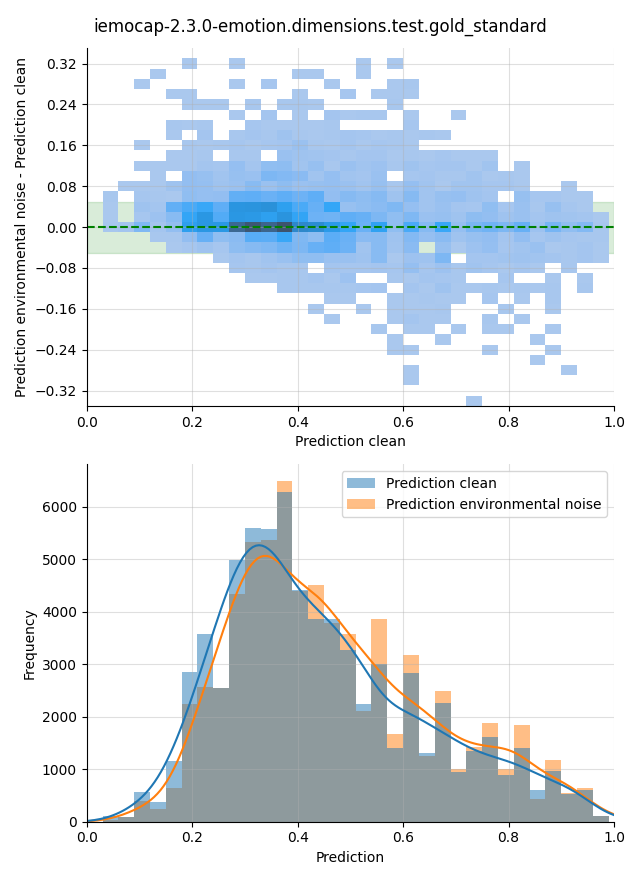 iemocap-2.3.0-emotion.dimensions.test.gold_standard
Prediction environmental noise - Prediction clean
0.32
0.24
0.16
0.08
0.00
−0.08
−0.16
−0.24
−0.32
0.0 0.2 0.4 0.6 0.8 1.0
Prediction clean
Prediction clean
Prediction environmental noise
Frequency
6000
5000
4000
3000
2000
1000
0
0.0 0.2 0.4 0.6 0.8 1.0
Prediction